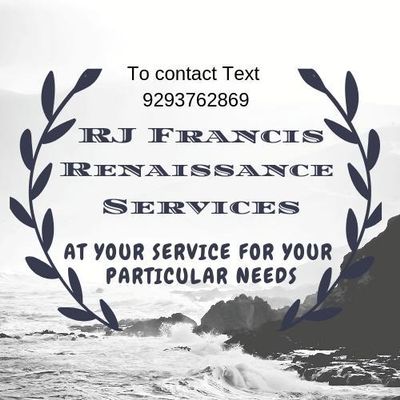 To contact Text
9293762869
RJ Francis
Renaissance
Services
AT YOUR SERVICE FOR YOUR
PARTICULAR NEEDS